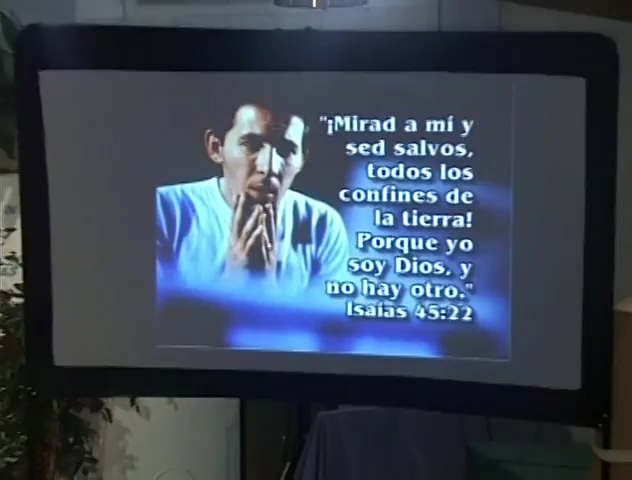 "¡Mirad a mí y
sed salvos,
todos los
confines de
la tierra!
Porque yo
soy Dios, y
no hay otro."
Isaías 45:22